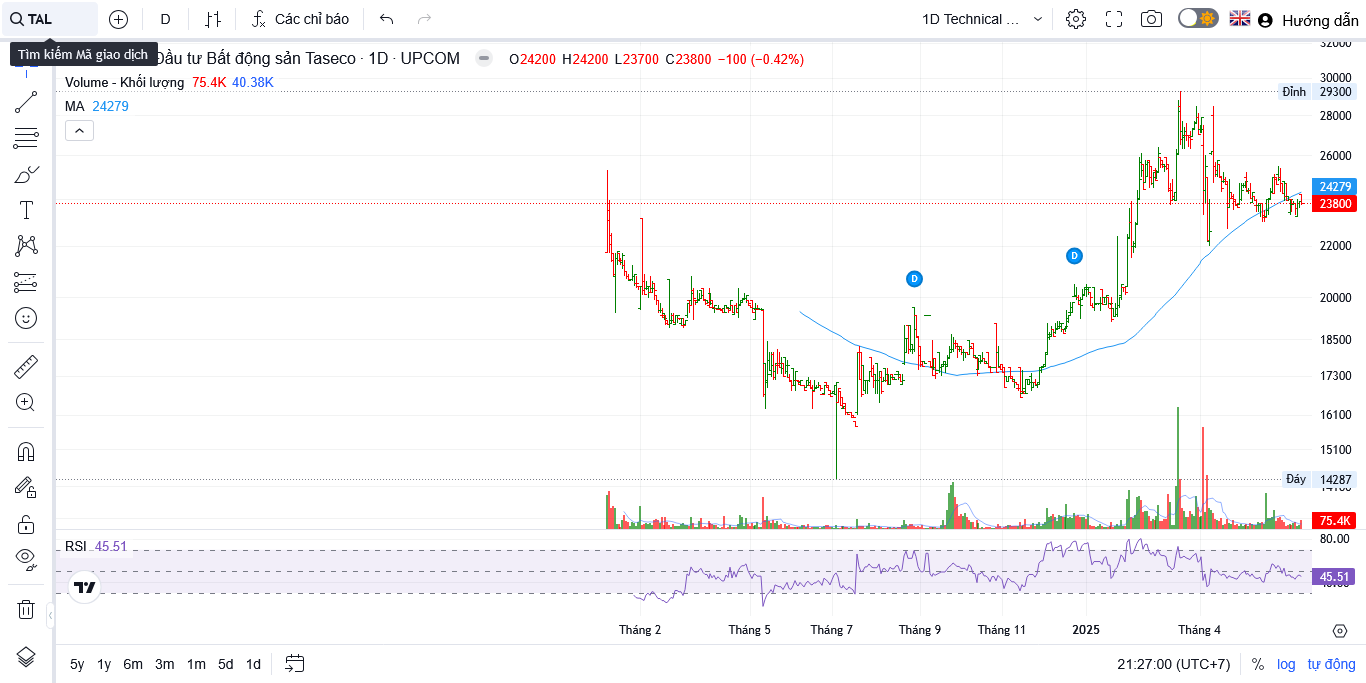 TAL
D
Các chỉ báo
1D Technical ...
Hướng dẫn
Tìm kiếm Mã giao dịch
Đầu tư Bất động sản Taseco · 1D · UPCOM
O24200 H24200 L23700 C23800 −100 (−0.42%)
Volume - Khối lượng 75.4K 40.38K
MA 24279
32000
30000
Đỉnh 29300
28000
26000
24279
23800
22000
D
D
20000
18500
17300
16100
15100
Đáy 14287
75.4K
RSI 45.51
80.00
45.51
Tháng 2
Tháng 5
Tháng 7
Tháng 9
Tháng 11
2025
Tháng 4
5y 1y 6m 3m 1m 5d 1d
21:27:00 (UTC+7)
%
log
tự động